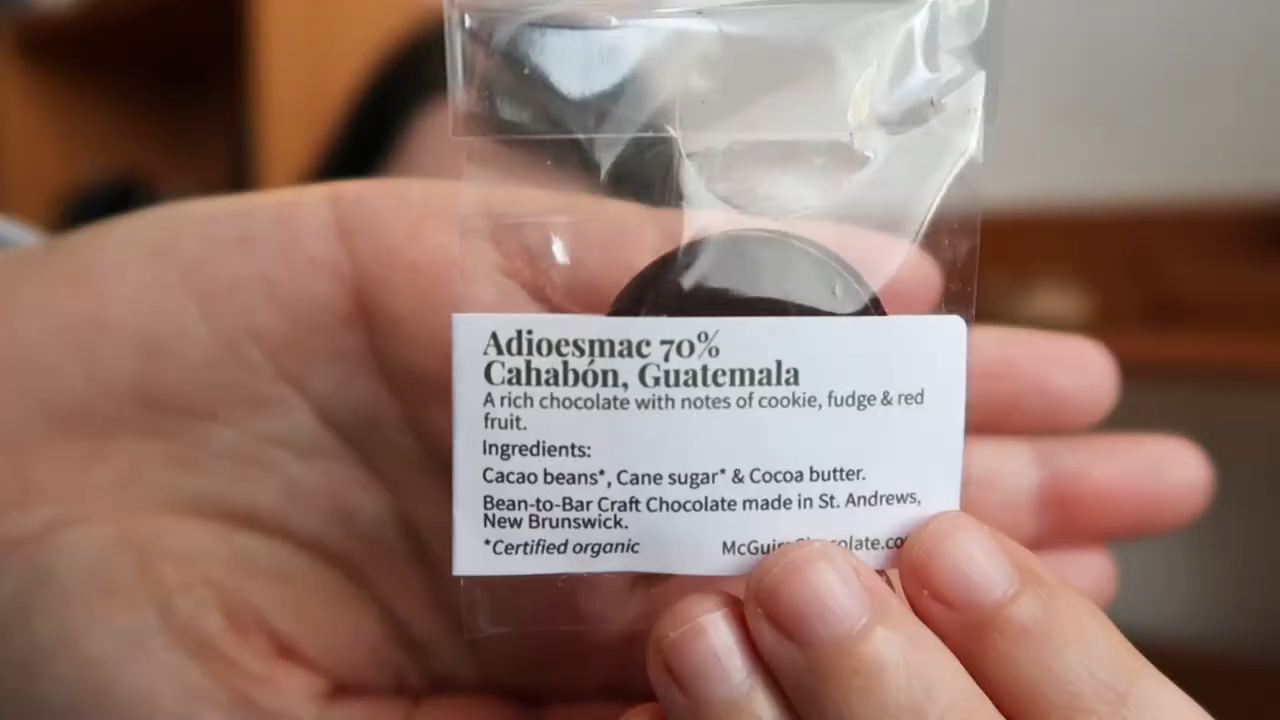 Adioesmac 70%
Cahabón, Guatemala
A rich chocolate with notes of cookie, fudge & red
fruit.
Ingredients:
Cacao beans*, Cane sugar* & Cocoa butter.
Bean-to-Bar Craft Chocolate made in St. Andrews,
New Brunswick.
*Certified organic